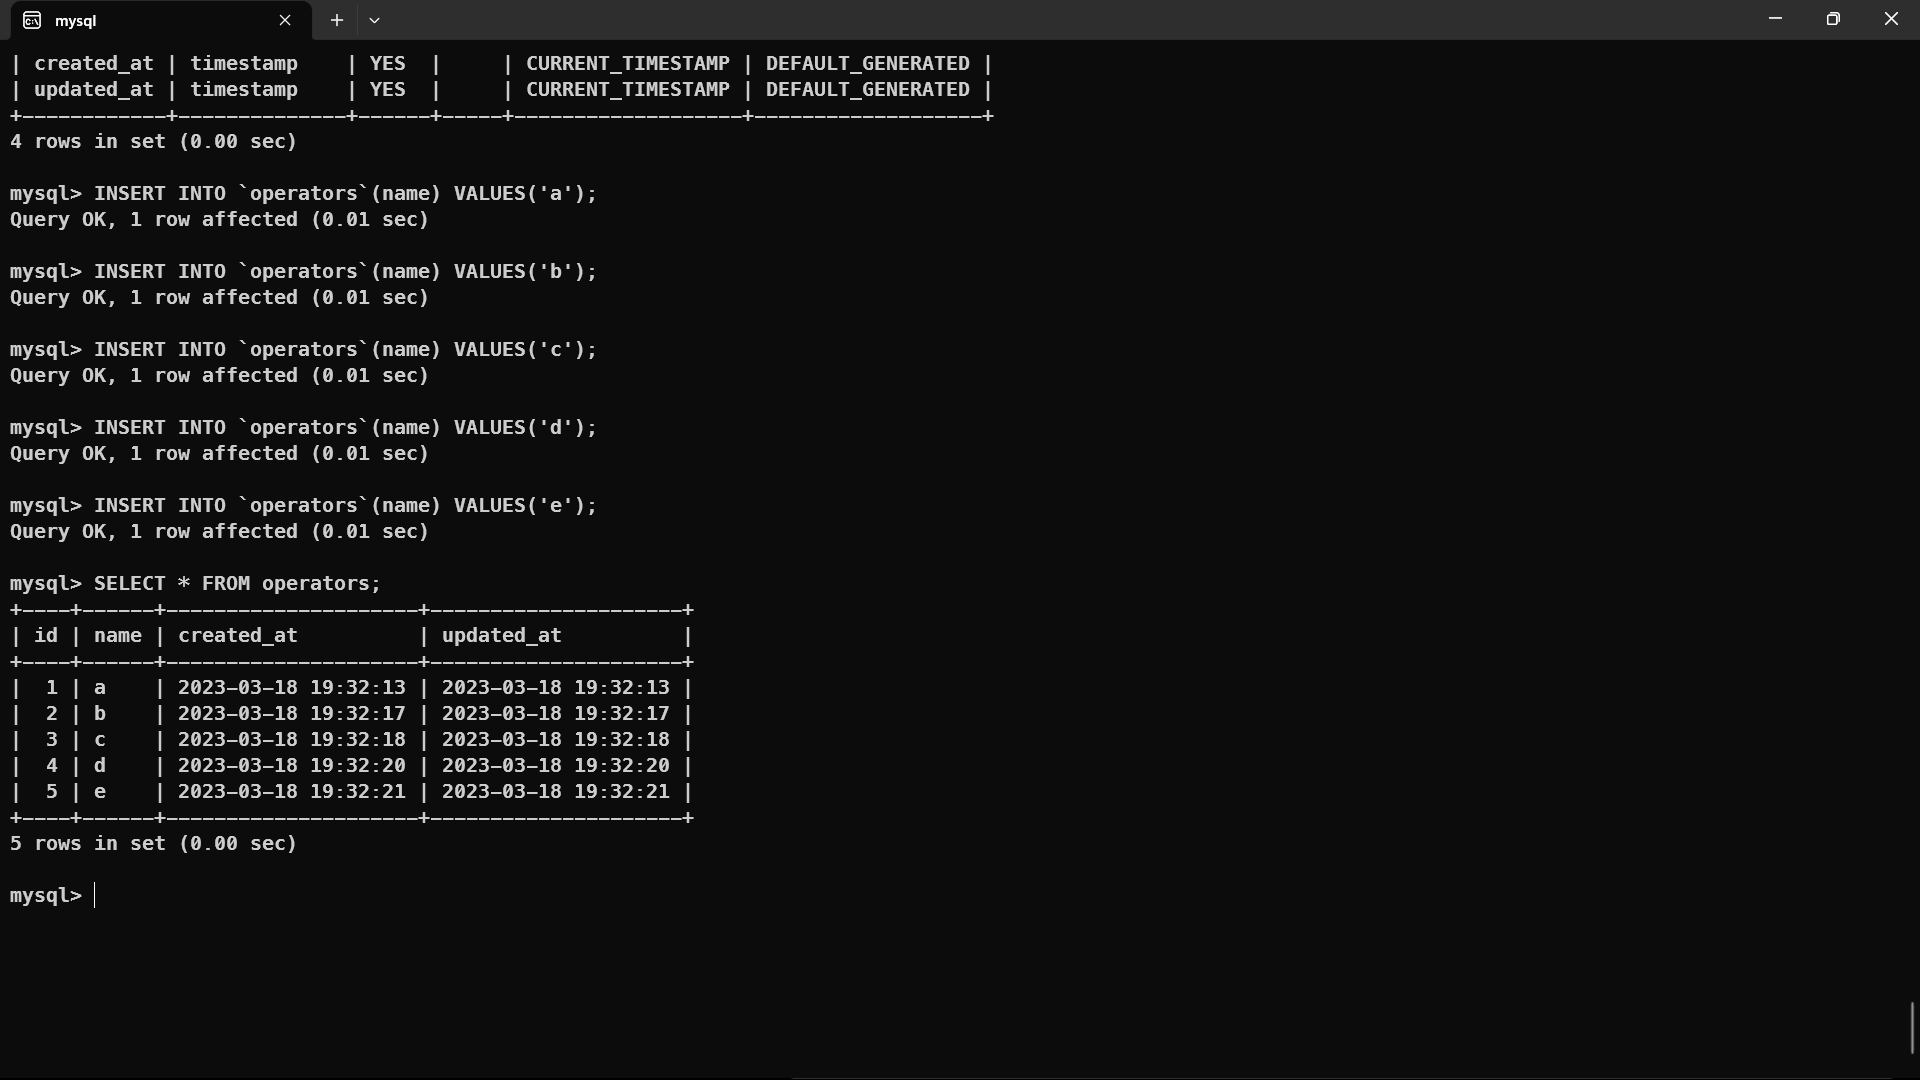 mysql
| created_at | timestamp    | YES  |     | CURRENT_TIMESTAMP | DEFAULT_GENERATED |
| updated_at | timestamp    | YES  |     | CURRENT_TIMESTAMP | DEFAULT_GENERATED |
+------------+--------------+------+-----+-------------------+-------------------+
4 rows in set (0.00 sec)

mysql> INSERT INTO `operators`(name) VALUES('a');
Query OK, 1 row affected (0.01 sec)

mysql> INSERT INTO `operators`(name) VALUES('b');
Query OK, 1 row affected (0.01 sec)

mysql> INSERT INTO `operators`(name) VALUES('c');
Query OK, 1 row affected (0.01 sec)

mysql> INSERT INTO `operators`(name) VALUES('d');
Query OK, 1 row affected (0.01 sec)

mysql> INSERT INTO `operators`(name) VALUES('e');
Query OK, 1 row affected (0.01 sec)

mysql> SELECT * FROM operators;
+----+------+---------------------+---------------------+
| id | name | created_at          | updated_at          |
+----+------+---------------------+---------------------+
|  1 | a    | 2023-03-18 19:32:13 | 2023-03-18 19:32:13 |
|  2 | b    | 2023-03-18 19:32:17 | 2023-03-18 19:32:17 |
|  3 | c    | 2023-03-18 19:32:18 | 2023-03-18 19:32:18 |
|  4 | d    | 2023-03-18 19:32:20 | 2023-03-18 19:32:20 |
|  5 | e    | 2023-03-18 19:32:21 | 2023-03-18 19:32:21 |
+----+------+---------------------+---------------------+
5 rows in set (0.00 sec)

mysql>